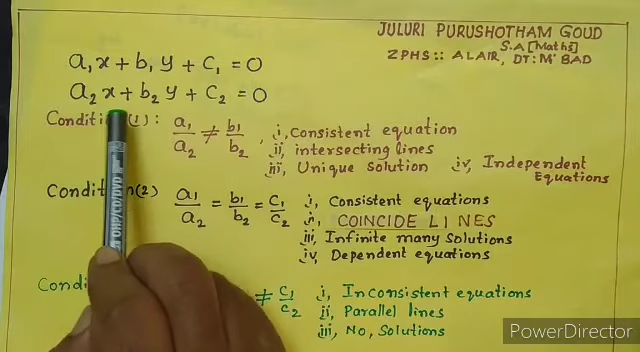 JULURI PURUSHOTHAM GOUD
S.A [Maths]
ZPHS :: ALAIR, DT: M' BAD
a₁x + b₁y + c₁ = 0
a₂x + b₂y + c₂ = 0
Condition(1): a₁/a₂ ≠ b₁/b₂, i, Consistent equation
ii, intersecting lines
iii, Unique Solution iv, Independent Equations
Condition(2) a₁/a₂ = b₁/b₂ = c₁/c₂ i, Consistent equations
ii, COINCIDE LINES
iii, Infinite many Solutions
iv, Dependent equations
≠ c₁/c₂ i, Inconsistent equations
ii, Parallel lines
iii, No, Solutions
PowerDirector